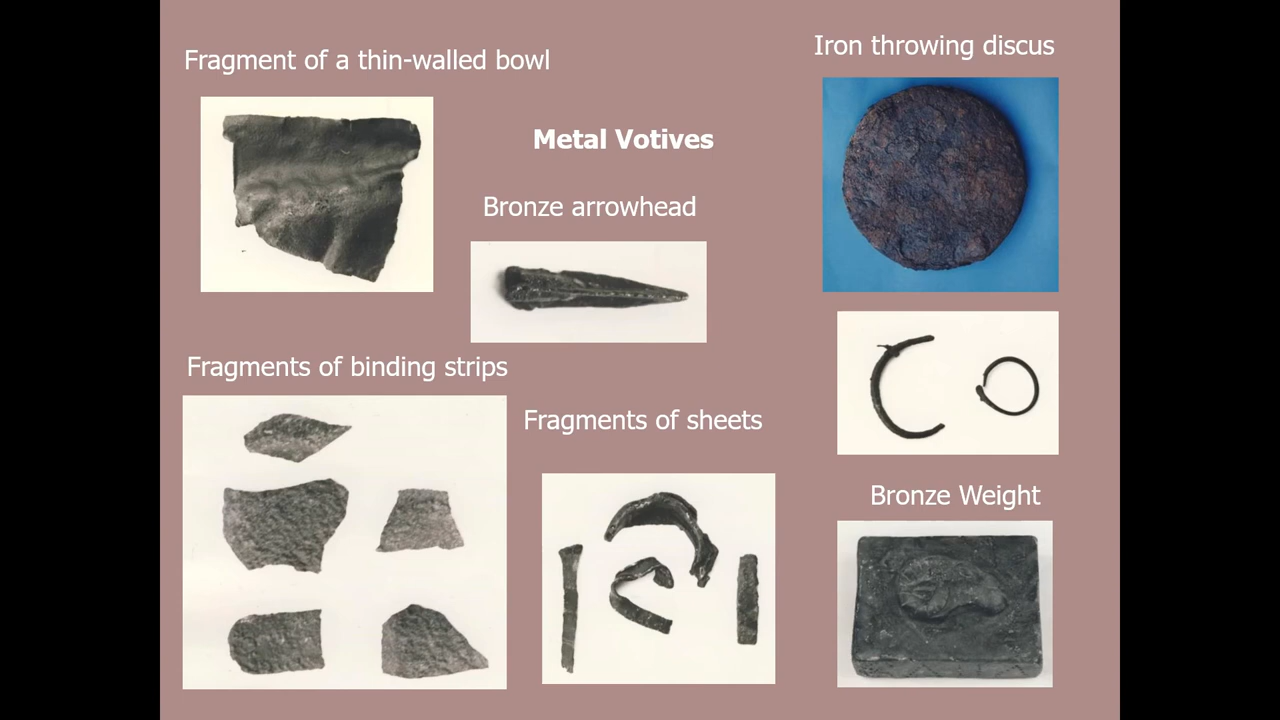 Fragment of a thin-walled bowl
Iron throwing discus
Metal Votives
Bronze arrowhead
Fragments of binding strips
Fragments of sheets
Bronze Weight